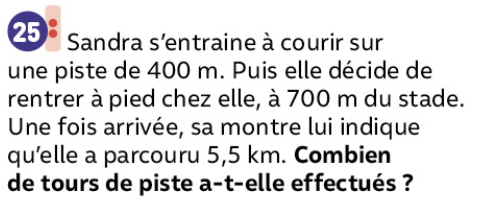 25 Sandra s’entraine à courir sur
une piste de 400 m. Puis elle décide de
rentrer à pied chez elle, à 700 m du stade.
Une fois arrivée, sa montre lui indique
qu’elle a parcouru 5,5 km. Combien
de tours de piste a-t-elle effectués ?